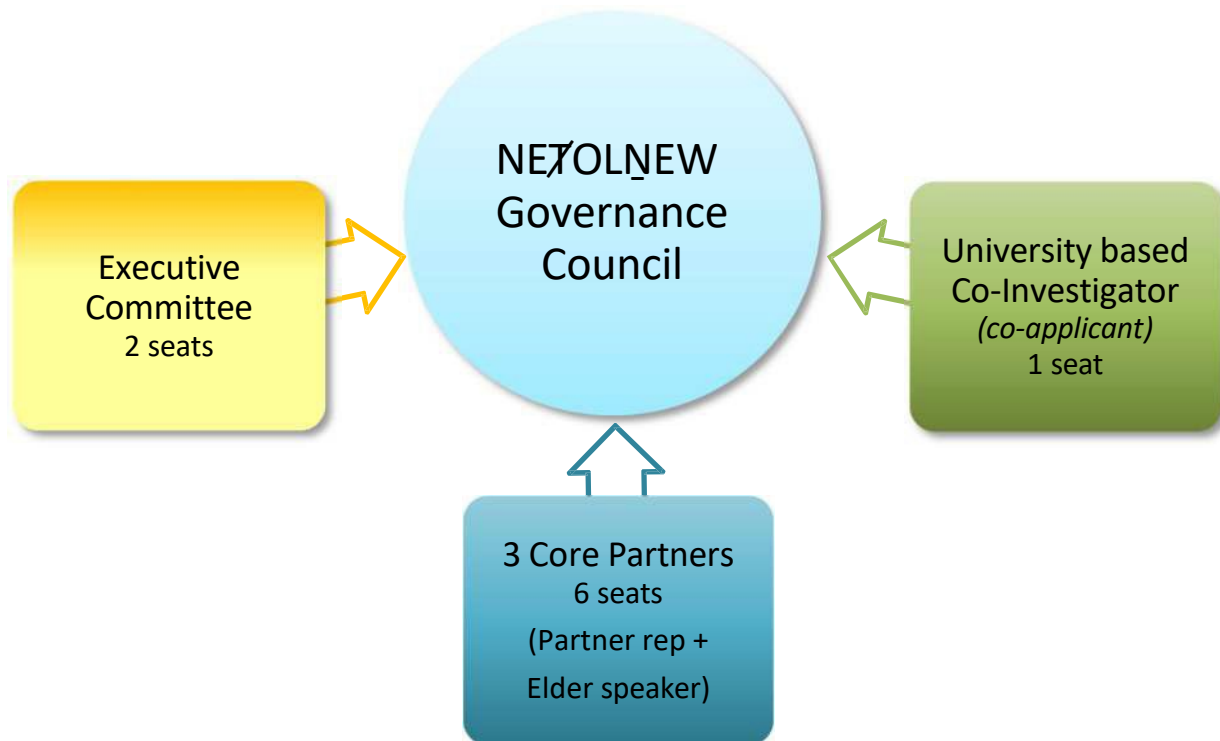 NEȾOLṈEW
Governance
Council
Executive
Committee
2 seats
University based
Co-Investigator
(co-applicant)
1 seat
3 Core Partners
6 seats
(Partner rep +
Elder speaker)